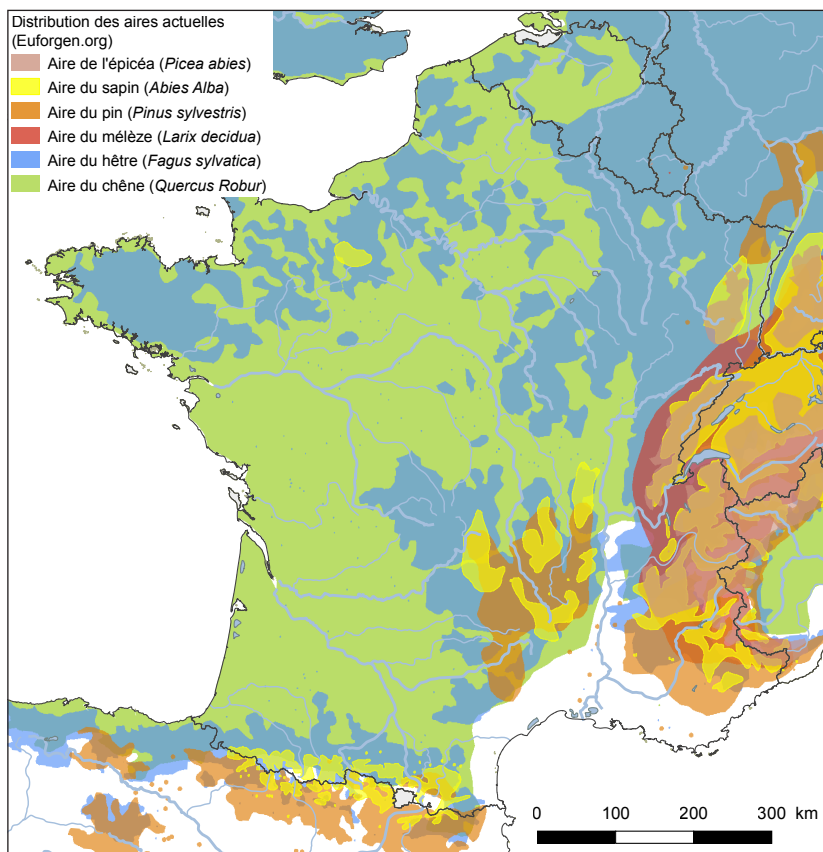 Distribution des aires actuelles
(Euforgen.org)
Aire de l'épicéa (Picea abies)
Aire du sapin (Abies Alba)
Aire du pin (Pinus sylvestris)
Aire du mélèze (Larix decidua)
Aire du hêtre (Fagus sylvatica)
Aire du chêne (Quercus Robur)
0 100 200 300 km